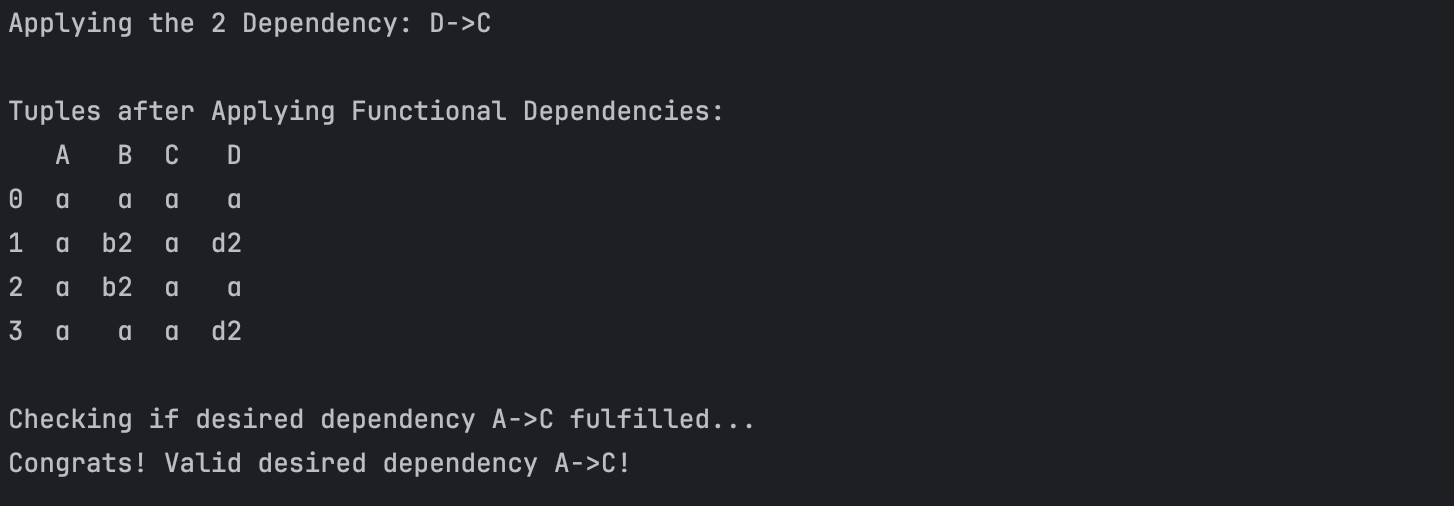 Applying the 2 Dependency: D->C
Tuples after Applying Functional Dependencies:
   A   B  C   D
0  a   a  a   a
1  a  b2  a  d2
2  a  b2  a   a
3  a   a  a  d2
Checking if desired dependency A->C fulfilled...
Congrats! Valid desired dependency A->C!